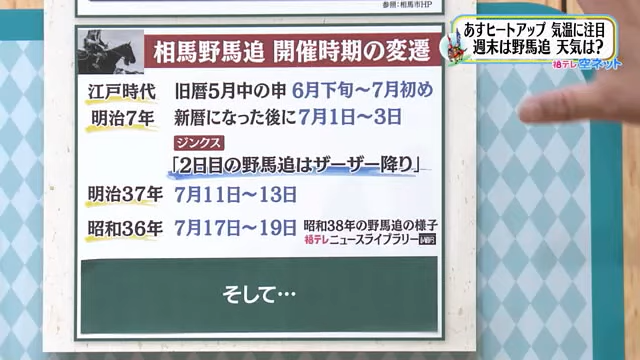 参照:相馬市HP
あすヒートアップ 気温に注目
週末は野馬追 天気は?
福テレ空ネット
相馬野馬追 開催時期の変遷
江戸時代 旧暦5月中の申 6月下旬〜7月初め
明治7年 新暦になった後に7月1日〜3日
ジンクス
「2日目の野馬追はザーザー降り」
明治37年 7月11日〜13日
昭和36年 7月17日〜19日 昭和38年の野馬追の様子
福テレニュースライブラリー
そして…